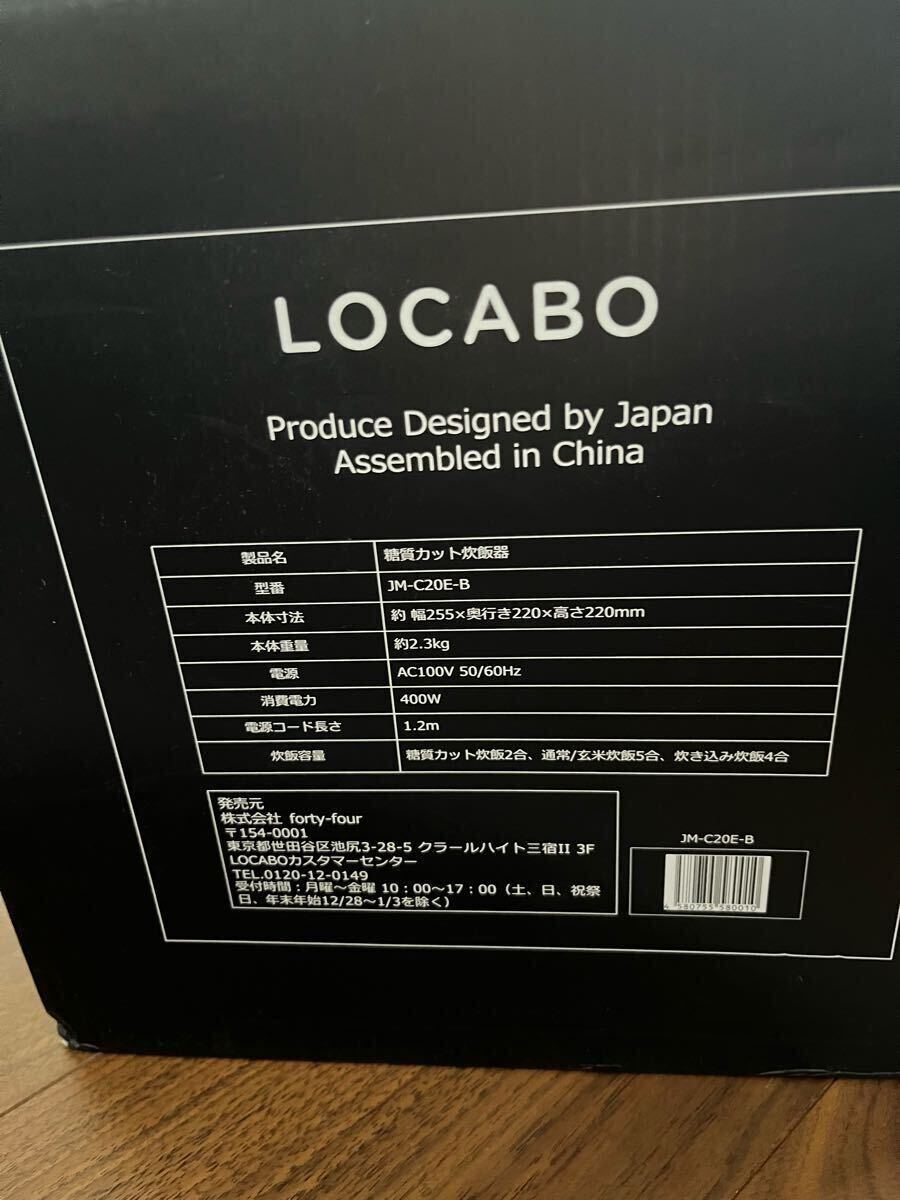 LOCABO
Produce Designed by Japan
Assembled in China
製品名 糖質カット炊飯器
型番 JM-C20E-B
本体寸法 約 幅255×奥行き220×高さ220mm
本体重量 約2.3kg
電源 AC100V 50/60Hz
消費電力 400W
電源コード長さ 1.2m
炊飯容量 糖質カット炊飯2合、通常/玄米炊飯5合、炊き込み炊飯4合
発売元
株式会社 forty-four
〒154-0001
東京都世田谷区池尻3-28-5 クラールハイト三宿II 3F
LOCABOカスタマーセンター
TEL.0120-12-0149
受付時間：月曜～金曜 10：00～17：00（土、日、祝祭
日、年末年始12/28～1/3を除く)
JM-C20E-B
4 580755 580010